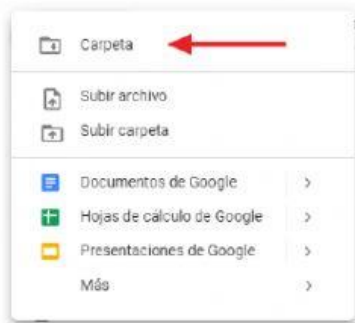 Carpeta
Subir archivo
Subir carpeta
Documentos de Google
Hojas de cálculo de Google
Presentaciones de Google
Más